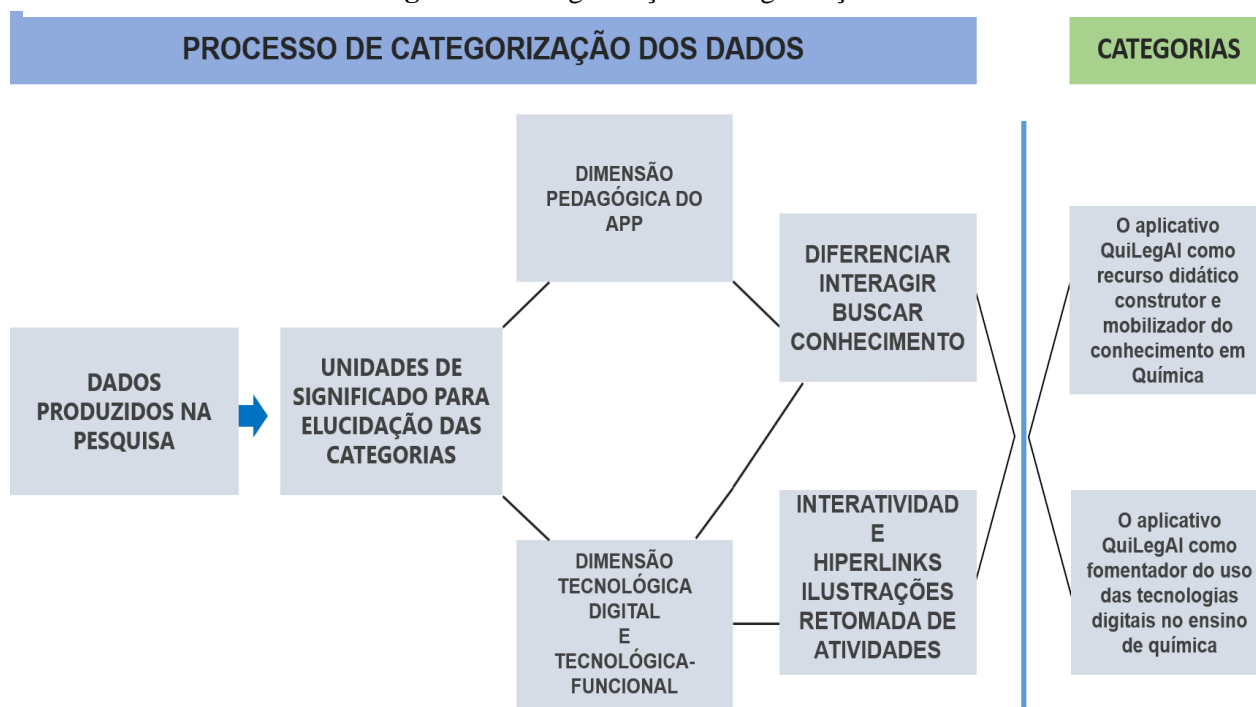 PROCESSO DE CATEGORIZAÇÃO DOS DADOS
CATEGORIAS
DADOS
PRODUZIDOS NA
PESQUISA
UNIDADES DE
SIGNIFICADO PARA
ELUCIDAÇÃO DAS
CATEGORIAS
DIMENSÃO
PEDAGÓGICA DO
APP
DIMENSÃO
TECNOLÓGICA
DIGITAL
E
TECNOLÓGICA-
FUNCIONAL
DIFERENCIAR
INTERAGIR
BUSCAR
CONHECIMENTO
INTERATIVIDAD
E
HIPERLINKS
ILUSTRAÇÕES
RETOMADA DE
ATIVIDADES
O aplicativo
QuiLegAI como
recurso didático
construtor e
mobilizador do
conhecimento em
Química
O aplicativo
QuiLegAI como
fomentador do uso
das tecnologias
digitais no ensino
de química